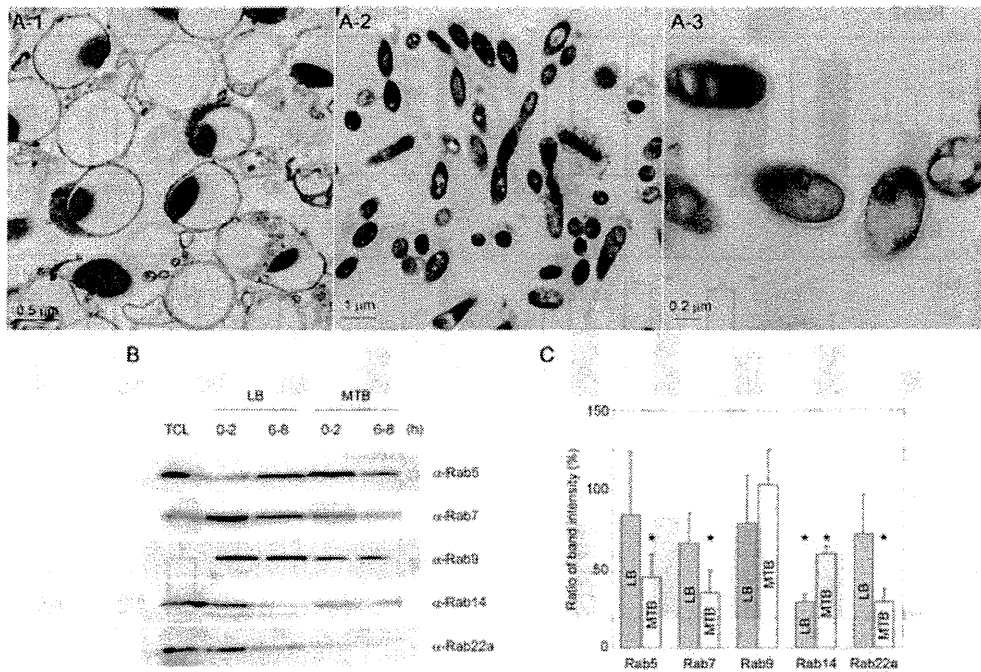 A-1 A-2 A-3
0.5 μm 1 μm 0.2 μm
B C
LB MTB
TCL 0-2 6-8 0-2 6-8 (h)
α-Rab5
α-Rab7
α-Rab9
α-Rab14
α-Rab22a
150
100
50
0
Ratio of band intensity (%)
LB MTB LB MTB LB MTB LB MTB LB MTB
* * * * *
Rab5 Rab7 Rab9 Rab14 Rab22a